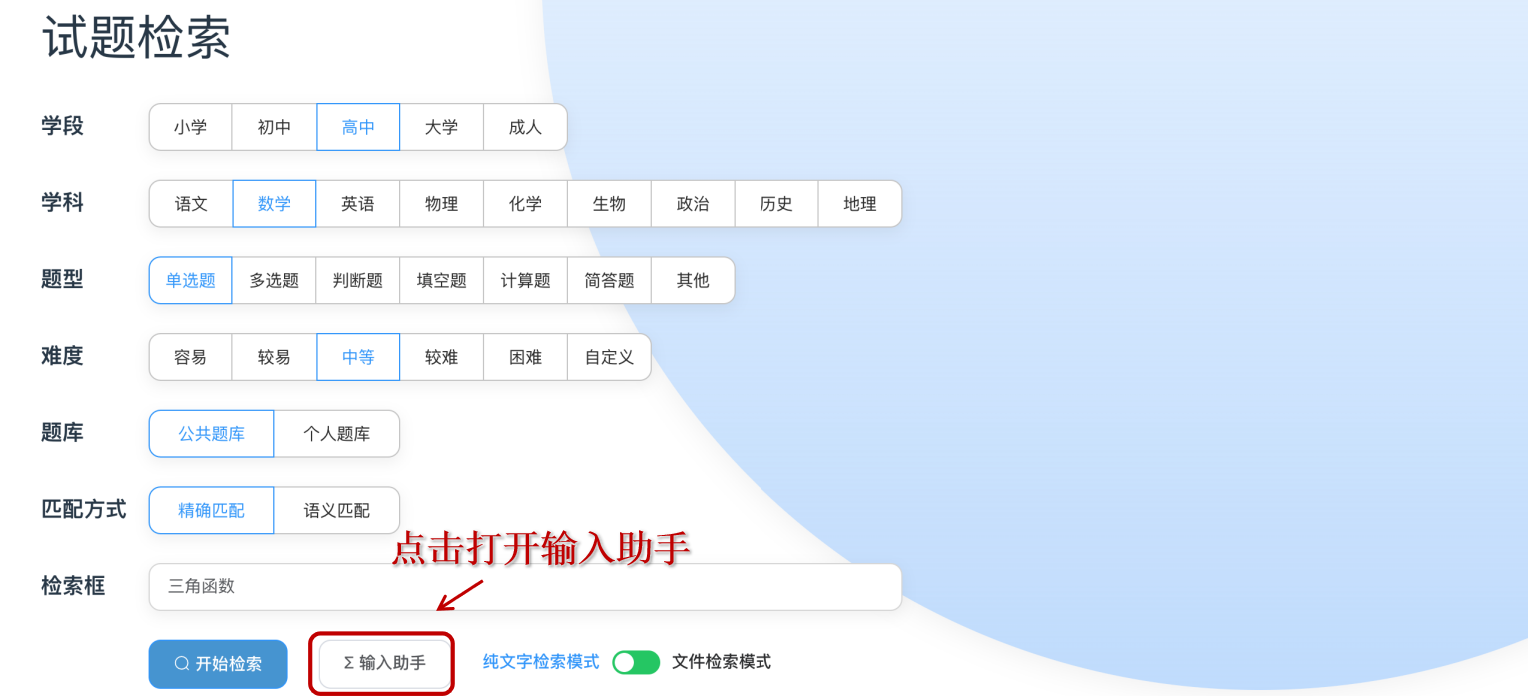 试题检索
学段 小学 初中 高中 大学 成人
学科 语文 数学 英语 物理 化学 生物 政治 历史 地理
题型 单选题 多选题 判断题 填空题 计算题 简答题 其他
难度 容易 较易 中等 较难 困难 自定义
题库 公共题库 个人题库
匹配方式 精确匹配 语义匹配
点击打开输入助手
检索框 三角函数
开始检索 Σ 输入助手 纯文字检索模式 文件检索模式